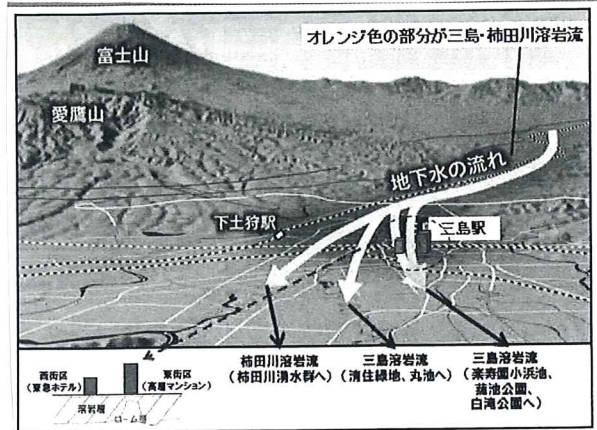 オレンジ色の部分が三島・柿田川溶岩流
富士山
愛鷹山
地下水の流れ
下土狩駅
三島駅
柿田川溶岩流
(柿田川湧水群へ)
三島溶岩流
(清住緑地、丸池へ)
三島溶岩流
(楽寿園小浜池、
菰池公園、
白滝公園へ)
西街区
(東急ホテル)
東街区
(高層マンション)
溶岩層
ローム層